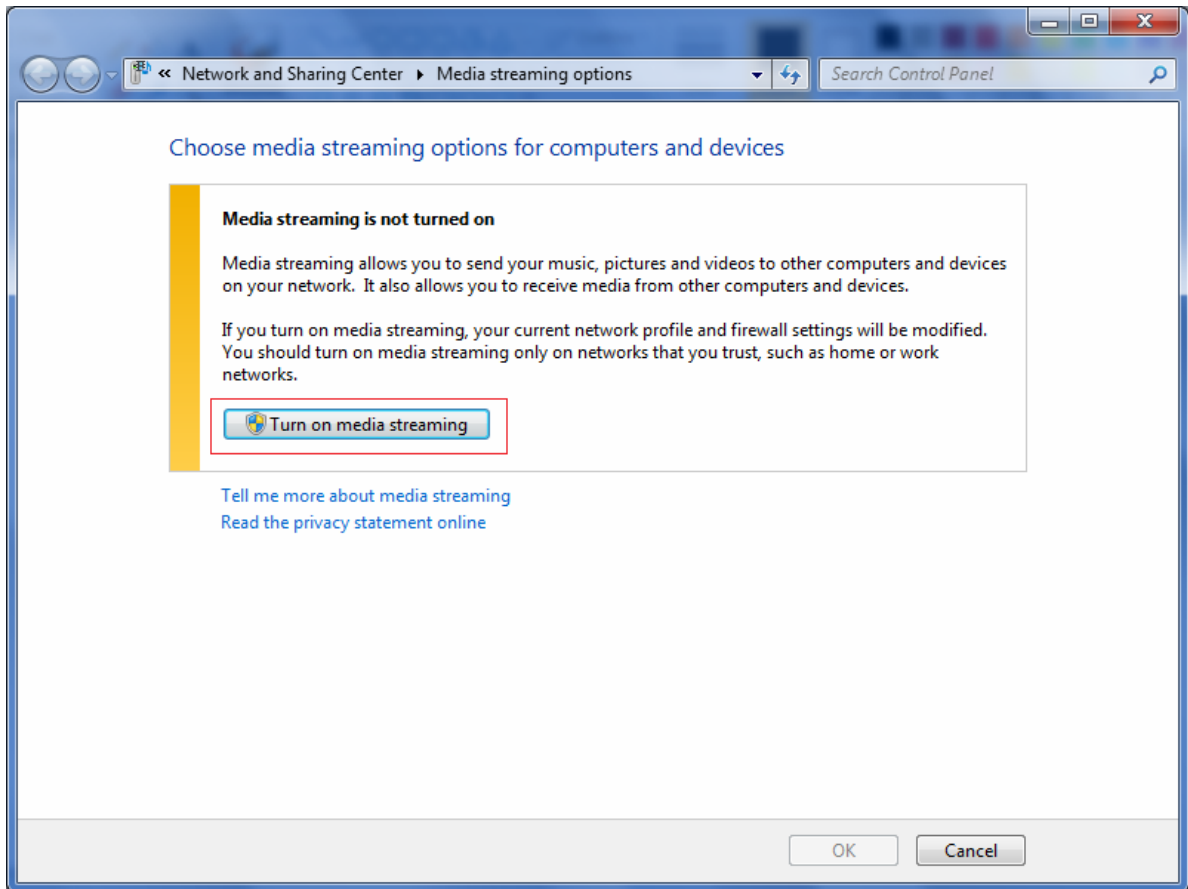 « Network and Sharing Center ▸ Media streaming options
Search Control Panel
Choose media streaming options for computers and devices
Media streaming is not turned on
Media streaming allows you to send your music, pictures and videos to other computers and devices
on your network.  It also allows you to receive media from other computers and devices.
If you turn on media streaming, your current network profile and firewall settings will be modified.
You should turn on media streaming only on networks that you trust, such as home or work
networks.
Turn on media streaming
Tell me more about media streaming
Read the privacy statement online
OK
Cancel